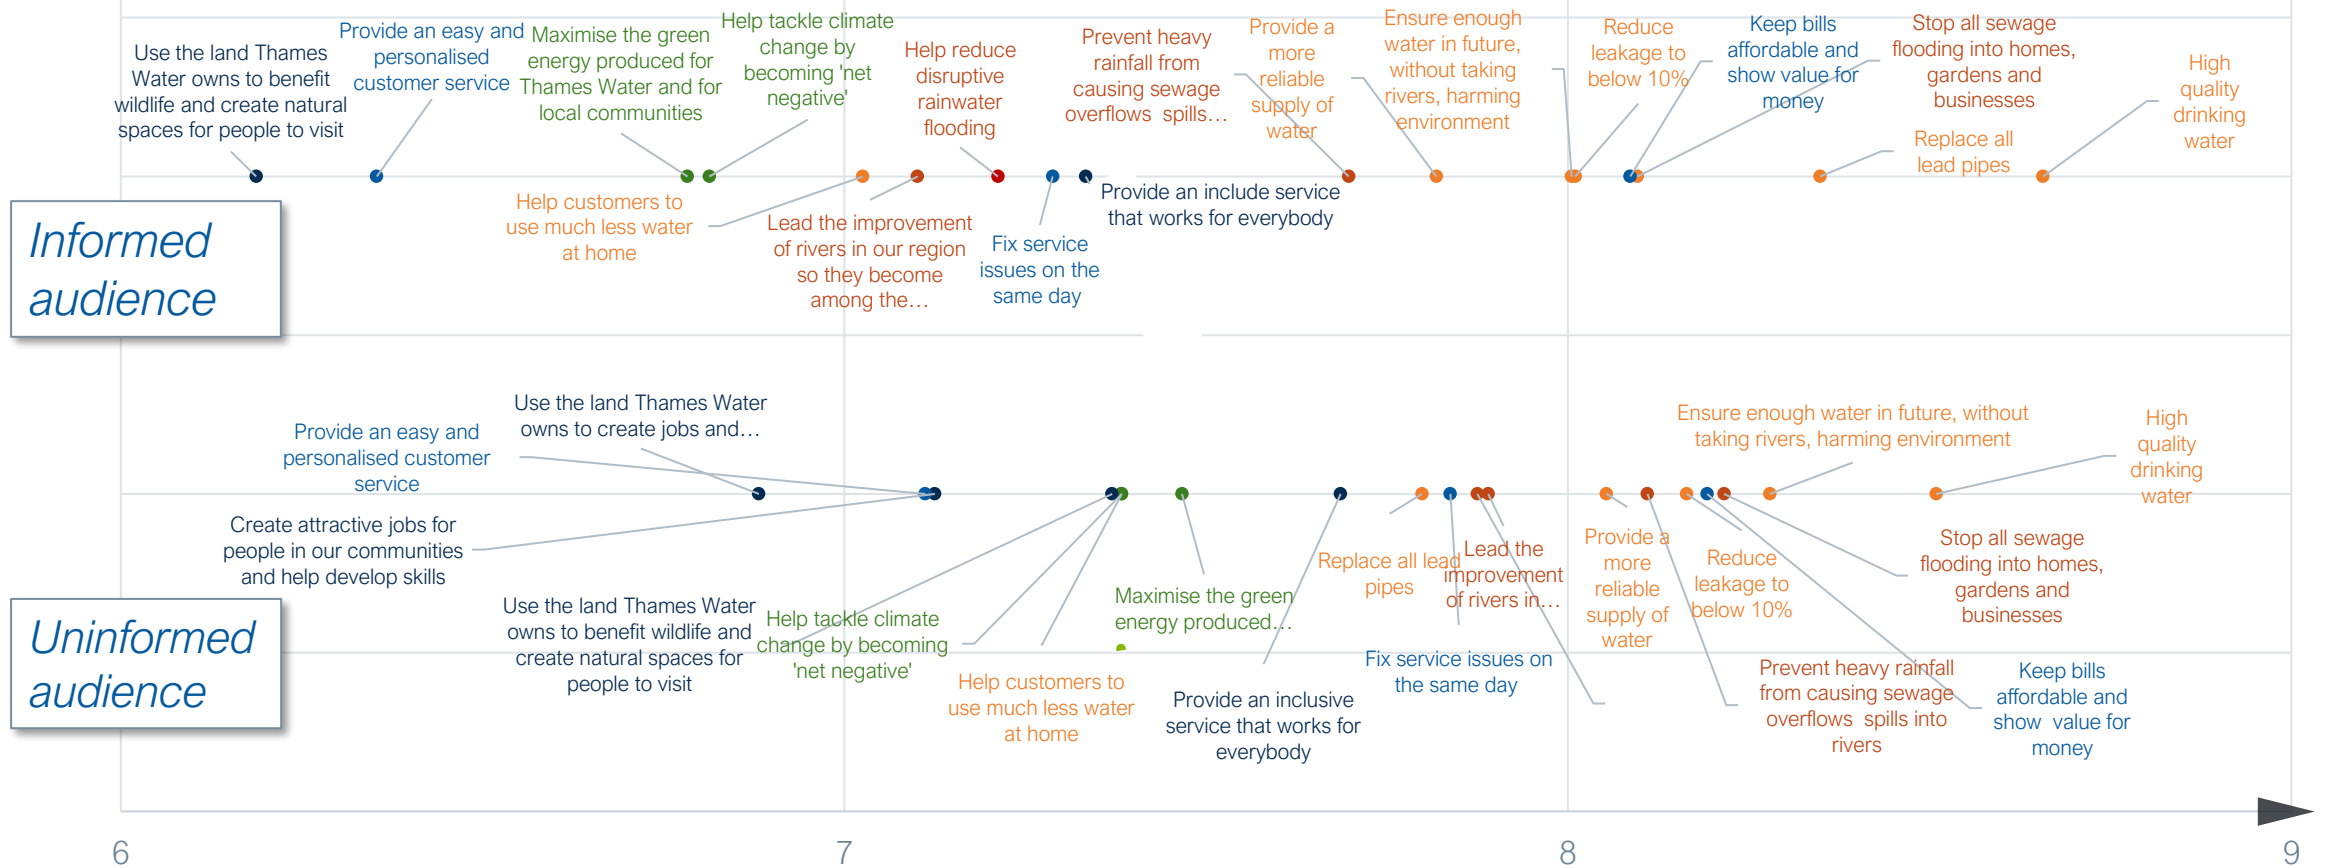 Use the land Thames
Water owns to benefit
wildlife and create natural
spaces for people to visit
Provide an easy and
personalised
customer service
Maximise the green
energy produced for
Thames Water and for
local communities
Help tackle climate
change by
becoming 'net
negative'
Help reduce
disruptive
rainwater
flooding
Prevent heavy
rainfall from
causing sewage
overflows  spills…
Provide a
more
reliable
supply of
water
Ensure enough
water in future,
without taking
rivers, harming
environment
Reduce
leakage to
below 10%
Keep bills
affordable and
show value for
money
Stop all sewage
flooding into homes,
gardens and
businesses
Replace all
lead pipes
High
quality
drinking
water
Informed
audience
Help customers to
use much less water
at home
Lead the improvement
of rivers in our region
so they become
among the…
Fix service
issues on the
same day
Provide an include service
that works for everybody
Use the land Thames Water
owns to create jobs and…
Provide an easy and
personalised customer
service
Create attractive jobs for
people in our communities
and help develop skills
Ensure enough water in future, without
taking rivers, harming environment
High
quality
drinking
water
Uninformed
audience
Use the land Thames Water
owns to benefit wildlife and
create natural spaces for
people to visit
Help tackle climate
change by becoming
'net negative'
Help customers to
use much less water
at home
Maximise the green
energy produced…
Provide an inclusive
service that works for
everybody
Replace all lead
pipes
Fix service issues on
the same day
Lead the
improvement
of rivers in…
Provide a
more
reliable
supply of
water
Reduce
leakage to
below 10%
Prevent heavy rainfall
from causing sewage
overflows  spills into
rivers
Stop all sewage
flooding into homes,
gardens and
businesses
Keep bills
affordable and
show  value for
money
6
7
8
9